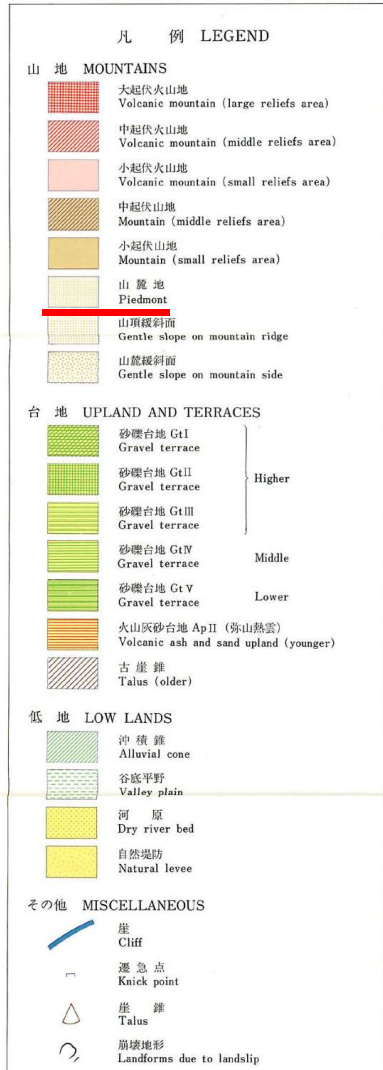 凡 例 LEGEND
山 地 MOUNTAINS
大起伏火山地
Volcanic mountain (large reliefs area)
中起伏火山地
Volcanic mountain (middle reliefs area)
小起伏火山地
Volcanic mountain (small reliefs area)
中起伏山地
Mountain (middle reliefs area)
小起伏山地
Mountain (small reliefs area)
山 麓 地
Piedmont
山頂緩斜面
Gentle slope on mountain ridge
山麓緩斜面
Gentle slope on mountain side
台 地 UPLAND AND TERRACES
砂礫台地 GtⅠ
Gravel terrace
砂礫台地 GtⅡ
Gravel terrace
Higher
砂礫台地 GtⅢ
Gravel terrace
砂礫台地 GtⅣ
Gravel terrace
Middle
砂礫台地 GtⅤ
Gravel terrace
Lower
火山灰砂台地 ApⅡ (弥山熱雲)
Volcanic ash and sand upland (younger)
古 崖 錐
Talus (older)
低 地 LOW LANDS
沖 積 錐
Alluvial cone
谷底平野
Valley plain
河 原
Dry river bed
自然堤防
Natural levee
その他 MISCELLANEOUS
崖
Cliff
遷 急 点
Knick point
崖 錐
Talus
崩壊地形
Landforms due to landslip